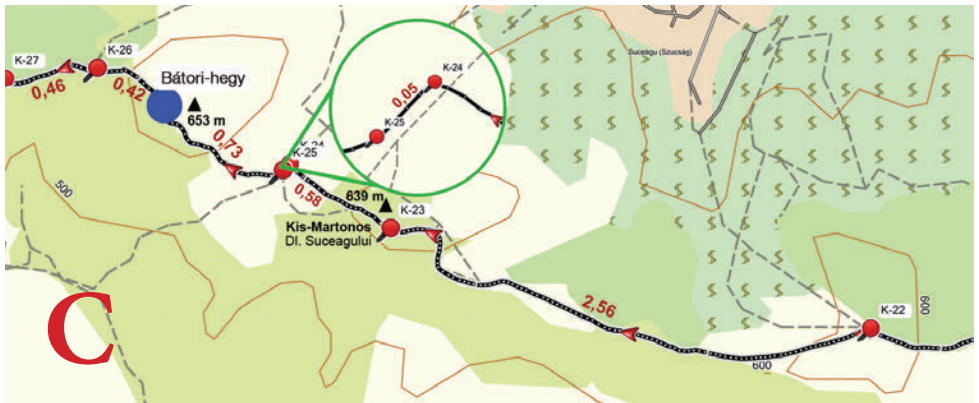 K-27
K-26
0,46
0,42
Bátori-hegy
653 m
0,73
500
K-24
K-25
0,05
K-24
K-25
0,58
639 m
K-23
Kis-Martonos
Dl. Suceagului
Suceagu (Szucság)
2,56
K-22
600
600
C